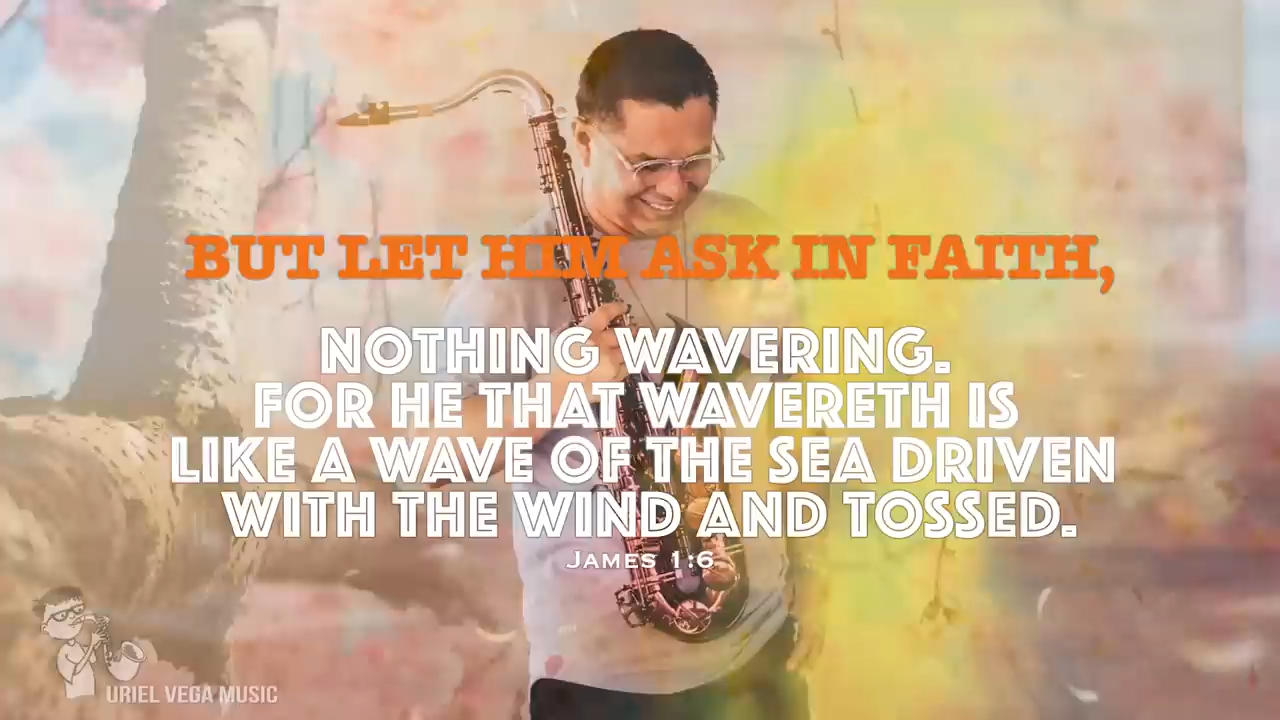 BUT LET HIM ASK IN FAITH,
NOTHING WAVERING.
FOR HE THAT WAVERETH IS
LIKE A WAVE OF THE SEA DRIVEN
WITH THE WIND AND TOSSED.
JAMES 1:6
URIEL VEGA MUSIC